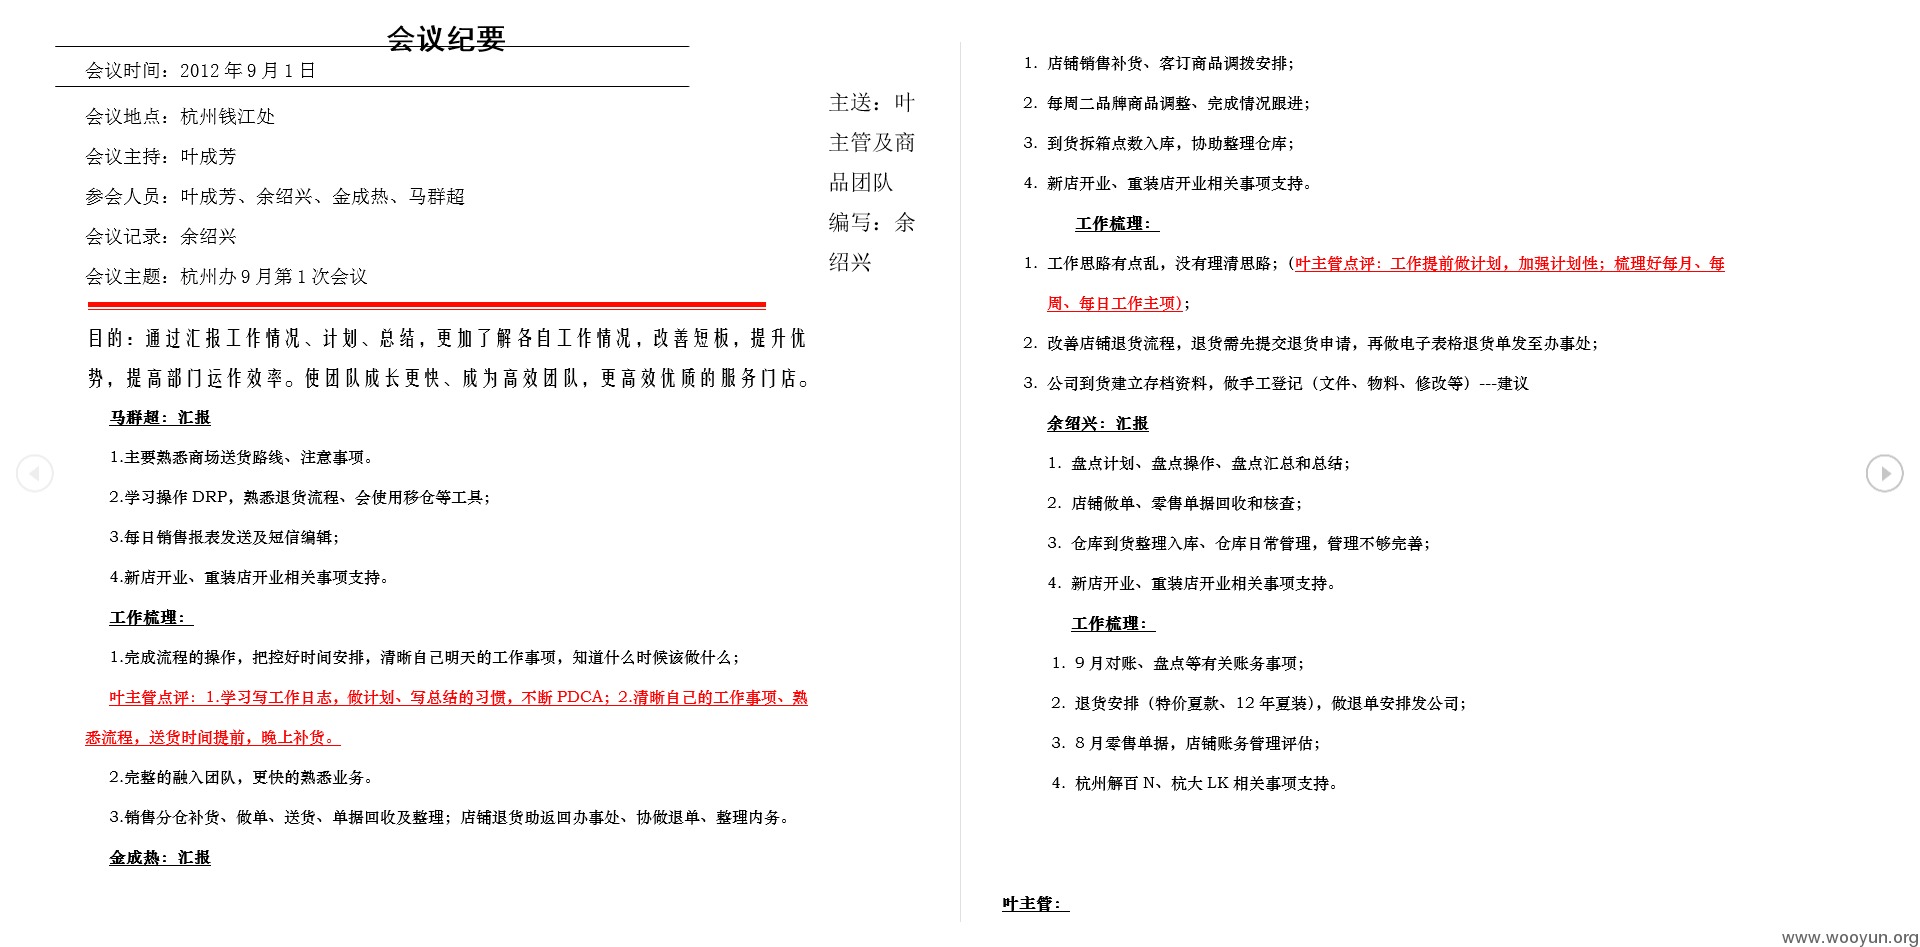 会议纪要
会议时间：2012 年 9 月 1 日
会议地点：杭州钱江处
会议主持：叶成芳
参会人员：叶成芳、余绍兴、金成热、马群超
会议记录：余绍兴
会议主题：杭州办 9 月第 1 次会议
主送：叶
主管及商
品团队
编写：余
绍兴
目的：通过汇报工作情况、计划、总结，更加了解各自工作情况，改善短板，提升优
势，提高部门运作效率。使团队成长更快、成为高效团队，更高效优质的服务门店。
马群超：汇报
1.主要熟悉商场送货路线、注意事项。
2.学习操作 DRP，熟悉退货流程、会使用移仓等工具；
3.每日销售报表发送及短信编辑；
4.新店开业、重装店开业相关事项支持。
工作梳理：
1.完成流程的操作，把控好时间安排，清晰自己明天的工作事项，知道什么时候该做什么；
叶主管点评：1.学习写工作日志，做计划、写总结的习惯，不断 PDCA；2.清晰自己的工作事项、熟
悉流程，送货时间提前，晚上补货。
2.完整的融入团队，更快的熟悉业务。
3.销售分仓补货、做单、送货、单据回收及整理；店铺退货助返回办事处、协做退单、整理内务。
金成热：汇报
1. 店铺销售补货、客订商品调拨安排；
2. 每周二品牌商品调整、完成情况跟进；
3. 到货拆箱点数入库，协助整理仓库；
4. 新店开业、重装店开业相关事项支持。
工作梳理：
1. 工作思路有点乱，没有理清思路；（叶主管点评：工作提前做计划，加强计划性；梳理好每月、每
周、每日工作主项）；
2. 改善店铺退货流程，退货需先提交退货申请，再做电子表格退货单发至办事处；
3. 公司到货建立存档资料，做手工登记（文件、物料、修改等）---建议
余绍兴：汇报
1. 盘点计划、盘点操作、盘点汇总和总结；
2. 店铺做单、零售单据回收和核查；
3. 仓库到货整理入库、仓库日常管理，管理不够完善；
4. 新店开业、重装店开业相关事项支持。
工作梳理：
1. 9 月对账、盘点等有关账务事项；
2. 退货安排（特价夏款、12 年夏装），做退单安排发公司；
3. 8 月零售单据，店铺账务管理评估；
4. 杭州解百 N、杭大 LK 相关事项支持。
叶主管：
www.wooyun.org